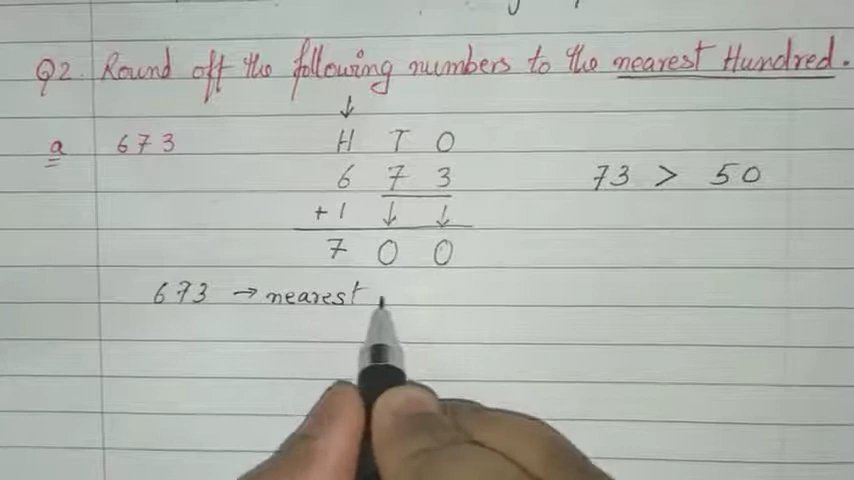 Q2. Round off the following numbers to the nearest Hundred.
↓
a 673 H T O
6 7 3 73 > 50
+1 ↓ ↓
7 0 0
673 → nearest